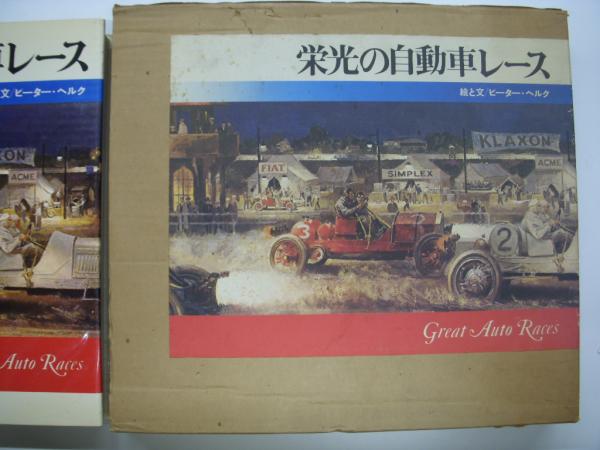 車レース
文/ピーター・ヘルク
XON
ACME
Auto Races
栄光の自動車レース
絵と文/ピーター・ヘルク
KLAXON
ACME
FIAT
SIMPLEX
3
2
Great Auto Races